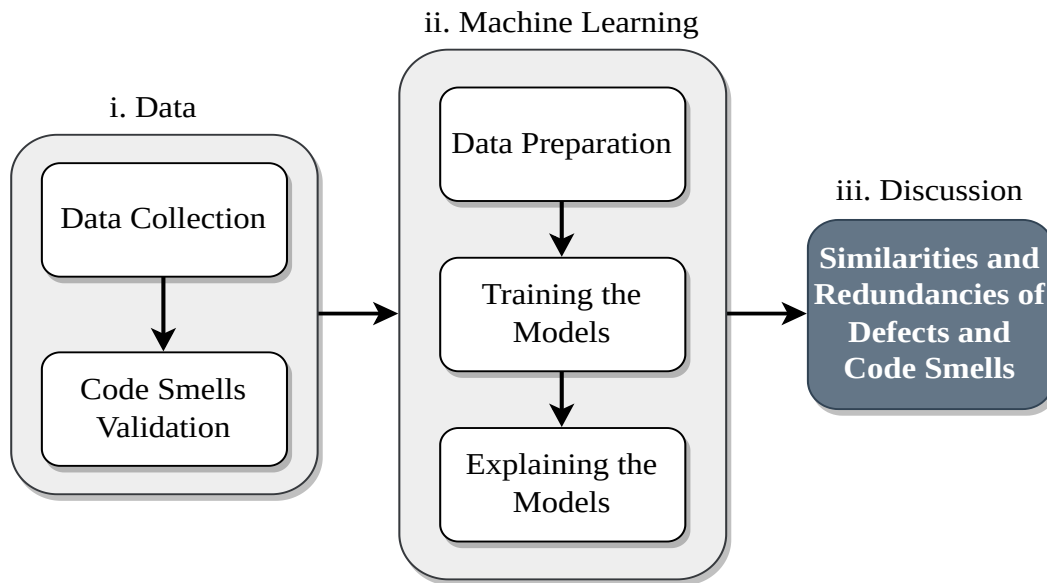 i. Data
Data Collection
Code Smells
Validation
ii. Machine Learning
Data Preparation
Training the
Models
Explaining the
Models
iii. Discussion
Similarities and
Redundancies of
Defects and
Code Smells